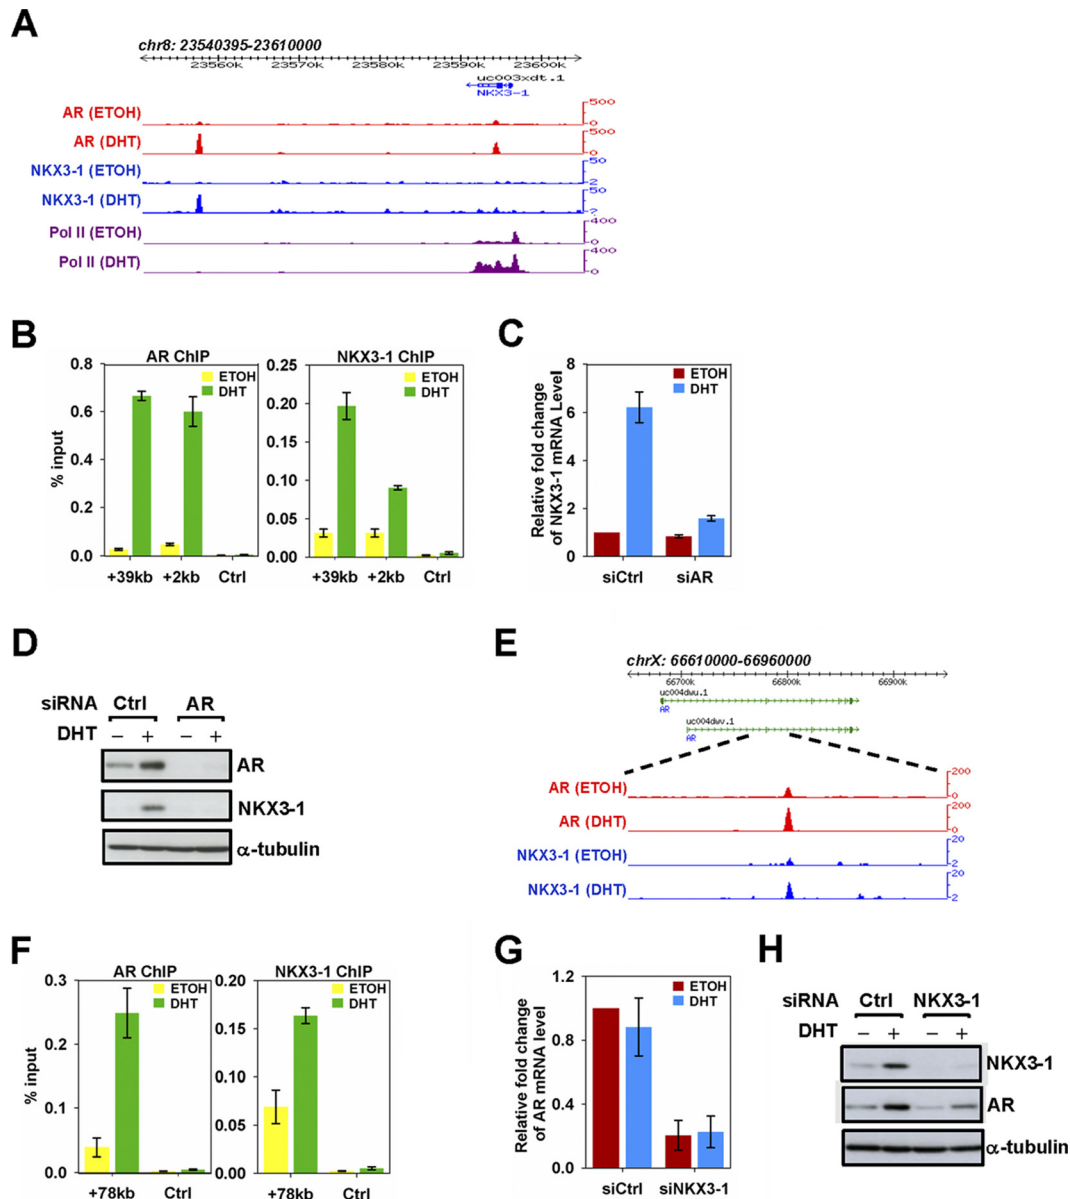 A
chr8: 23540395-23610000
23560k 23570k 23580k 23590k 23600k
uc003xdt.1
NKX3-1
AR (ETOH)
500
0
AR (DHT)
500
0
NKX3-1 (ETOH)
50
2
NKX3-1 (DHT)
50
2
Pol II (ETOH)
400
0
Pol II (DHT)
400
0
B
AR ChIP
ETOH
DHT
% input
0.8
0.6
0.4
0.2
0.0
+39kb +2kb Ctrl
NKX3-1 ChIP
ETOH
DHT
0.25
0.20
0.15
0.10
0.05
0.00
+39kb +2kb Ctrl
C
Relative fold change
of NKX3-1 mRNA Level
ETOH
DHT
8
6
4
2
0
siCtrl siAR
D
siRNA Ctrl AR
DHT − + − +
AR
NKX3-1
α-tubulin
E
chrX: 66610000-66960000
66700k 66800k 66900k
uc004dwu.1
AR
uc004dwv.1
AR
AR (ETOH)
200
0
AR (DHT)
200
0
NKX3-1 (ETOH)
20
2
NKX3-1 (DHT)
20
2
F
AR ChIP
ETOH
DHT
% input
0.3
0.2
0.1
0.0
+78kb Ctrl
NKX3-1 ChIP
ETOH
DHT
0.20
0.15
0.10
0.05
0.00
+78kb Ctrl
G
Relative fold change
of AR mRNA level
ETOH
DHT
1.2
0.8
0.4
0.0
siCtrl siNKX3-1
H
siRNA Ctrl NKX3-1
DHT − + − +
NKX3-1
AR
α-tubulin